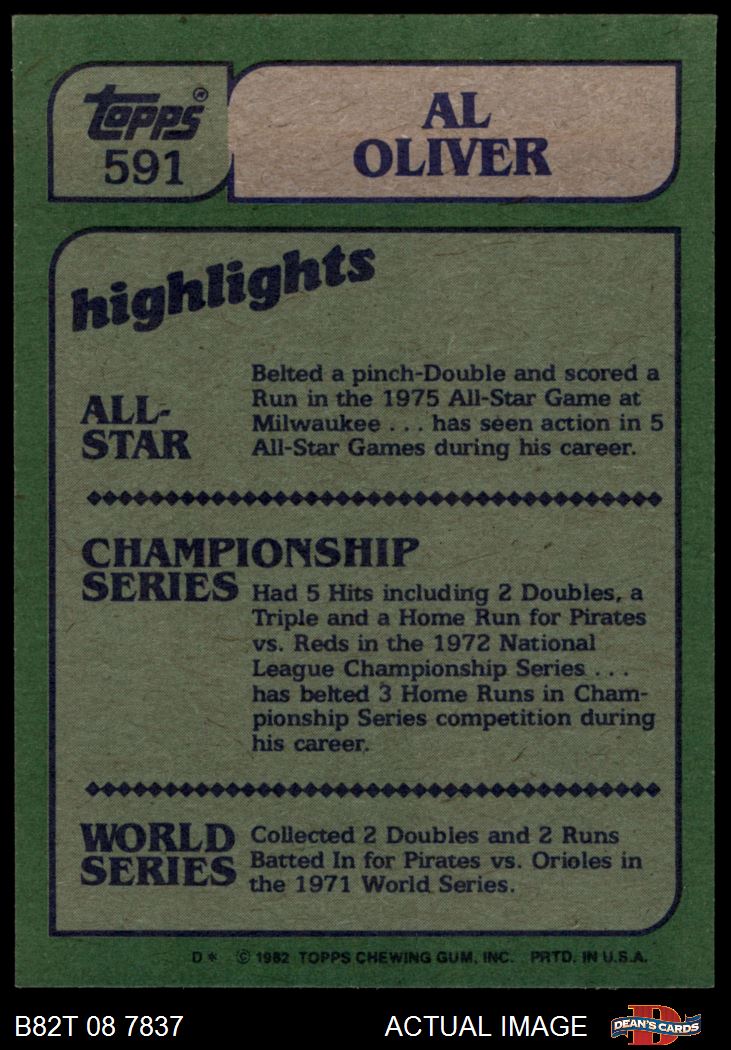 Topps®
591
AL
OLIVER
highlights
ALL-
STAR
Belted a pinch-Double and scored a
Run in the 1975 All-Star Game at
Milwaukee . . . has seen action in 5
All-Star Games during his career.
CHAMPIONSHIP
SERIES
Had 5 Hits including 2 Doubles, a
Triple and a Home Run for Pirates
vs. Reds in the 1972 National
League Championship Series . . .
has belted 3 Home Runs in Cham-
pionship Series competition during
his career.
WORLD
SERIES
Collected 2 Doubles and 2 Runs
Batted In for Pirates vs. Orioles in
the 1971 World Series.
D* © 1982 TOPPS CHEWING GUM, INC. PRTD. IN U.S.A.
B82T 08 7837 ACTUAL IMAGE
D
DEAN'S CARDS